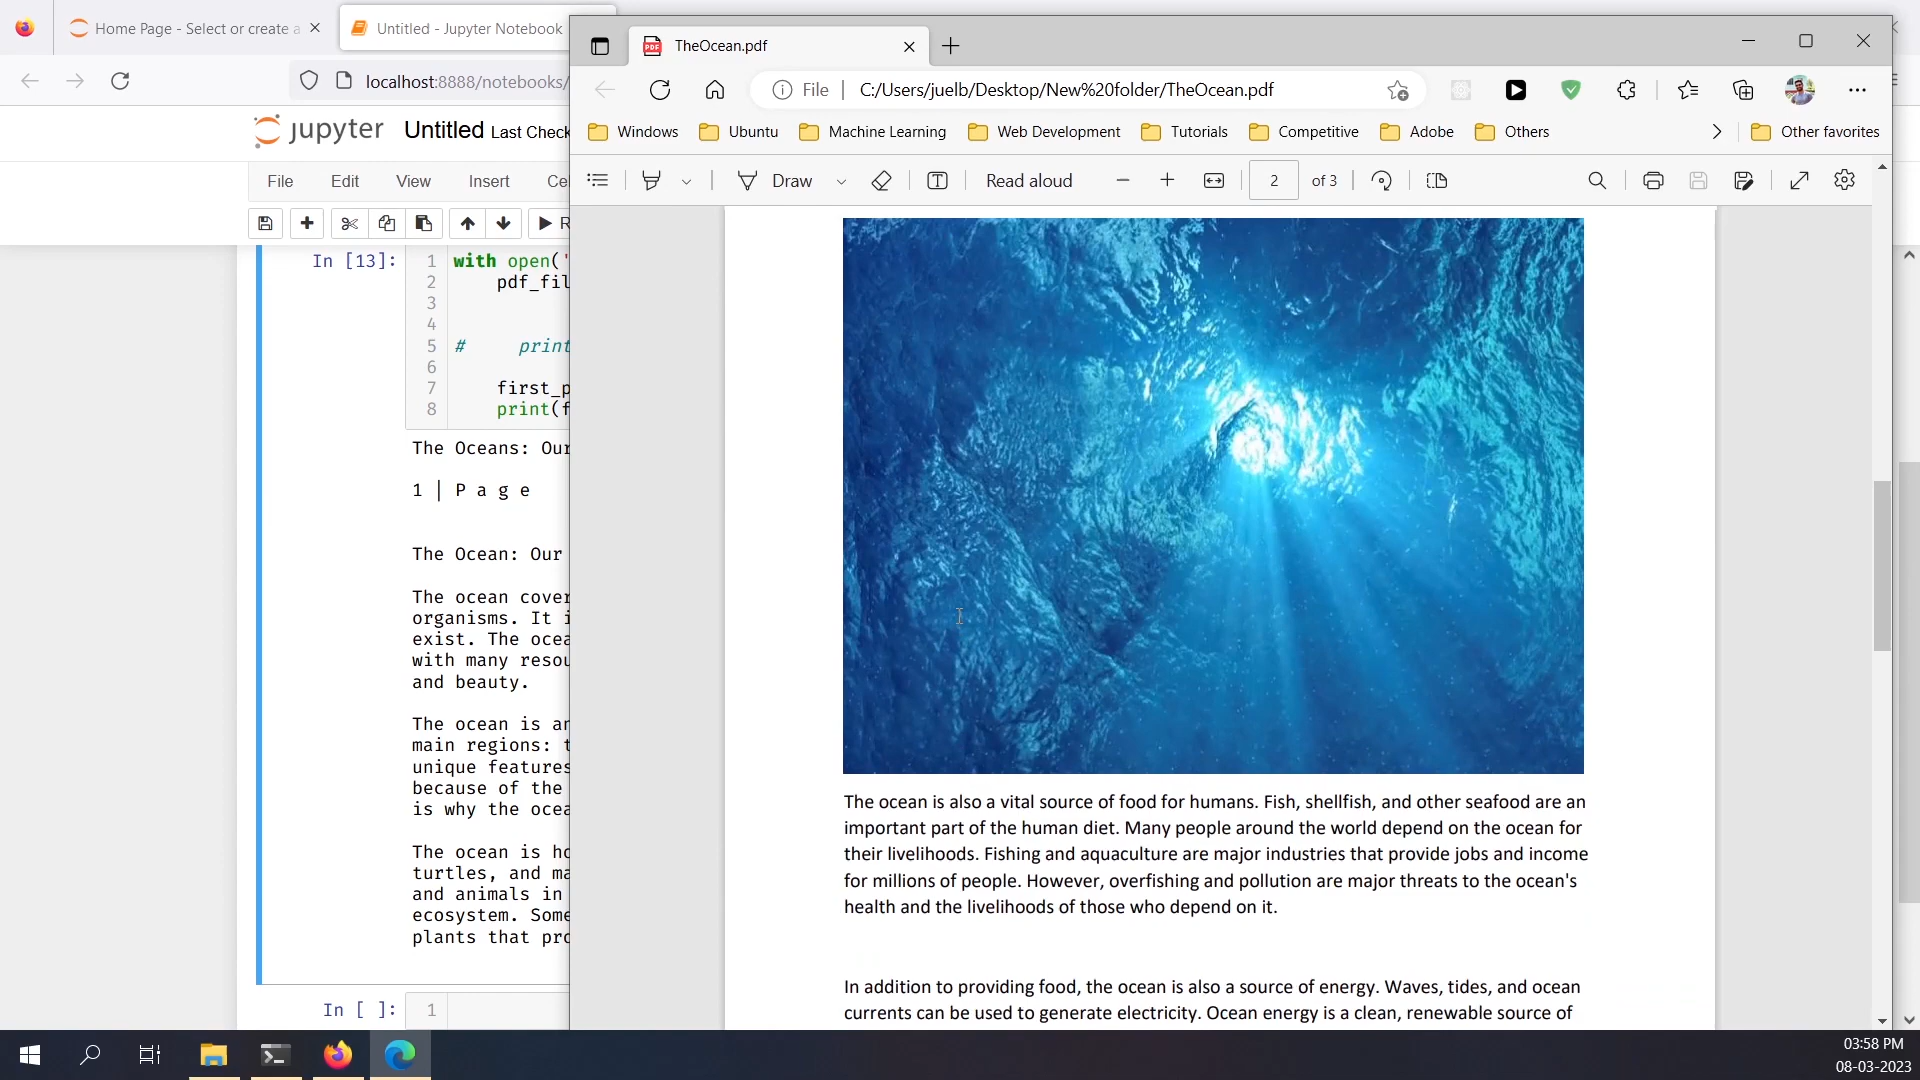 Home Page - Select or create a
Untitled - Jupyter Notebook
localhost:8888/notebooks/
jupyter Untitled Last Check
File Edit View Insert Cel
In [13]:
1 with open('
2 pdf_fil
3
4
5 # print
6
7 first_p
8 print(f
The Oceans: Our
1 | P a g e
The Ocean: Our
The ocean cover
organisms. It i
exist. The ocea
with many resou
and beauty.
The ocean is an
main regions: t
unique features
because of the
is why the ocea
The ocean is ho
turtles, and ma
and animals in
ecosystem. Some
plants that pro
In [ ]: 1
PDF TheOcean.pdf
File C:/Users/juelb/Desktop/New%20folder/TheOcean.pdf
Windows Ubuntu Machine Learning Web Development Tutorials Competitive Adobe Others Other favorites
Draw Read aloud 2 of 3
The ocean is also a vital source of food for humans. Fish, shellfish, and other seafood are an
important part of the human diet. Many people around the world depend on the ocean for
their livelihoods. Fishing and aquaculture are major industries that provide jobs and income
for millions of people. However, overfishing and pollution are major threats to the ocean's
health and the livelihoods of those who depend on it.
In addition to providing food, the ocean is also a source of energy. Waves, tides, and ocean
currents can be used to generate electricity. Ocean energy is a clean, renewable source of
03:58 PM
08-03-2023